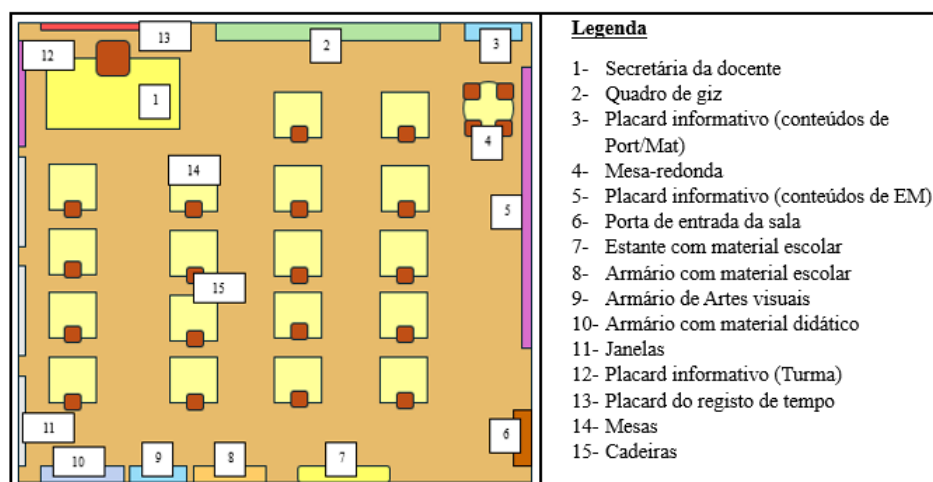 13
12
2
3
1
4
14
5
15
11
6
10
9
8
7
Legenda
1- Secretária da docente
2- Quadro de giz
3- Placard informativo (conteúdos de
Port/Mat)
4- Mesa-redonda
5- Placard informativo (conteúdos de EM)
6- Porta de entrada da sala
7- Estante com material escolar
8- Armário com material escolar
9- Armário de Artes visuais
10- Armário com material didático
11- Janelas
12- Placard informativo (Turma)
13- Placard do registo de tempo
14- Mesas
15- Cadeiras